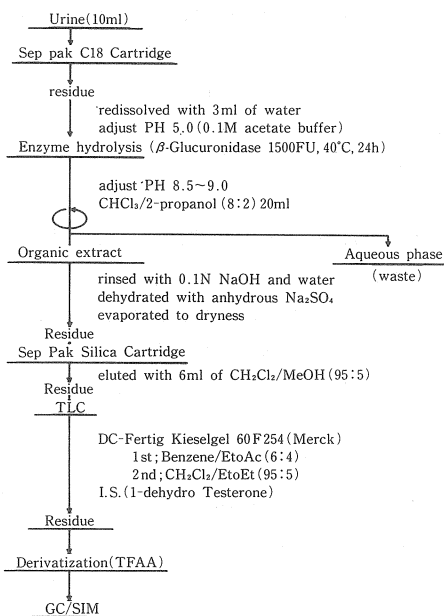 Urine(10ml)
Sep pak C18 Cartridge
residue
redissolved with 3ml of water
adjust PH 5.0(0.1M acetate buffer)
Enzyme hydrolysis (β-Glucuronidase 1500FU, 40°C, 24h)
adjust PH 8.5~9.0
CHCl₃/2-propanol (8:2) 20ml
Organic extract
Aqueous phase
(waste)
rinsed with 0.1N NaOH and water
dehydrated with anhydrous Na₂SO₄
evaporated to dryness
Residue
Sep Pak Silica Cartridge
eluted with 6ml of CH₂Cl₂/MeOH (95:5)
Residue
TLC
DC-Fertig Kieselgel 60F254(Merck)
1st;Benzene/EtoAc(6:4)
2nd;CH₂Cl₂/EtoEt(95:5)
I.S.(1-dehydro Testerone)
Residue
Derivatization(TFAA)
GC/SIM